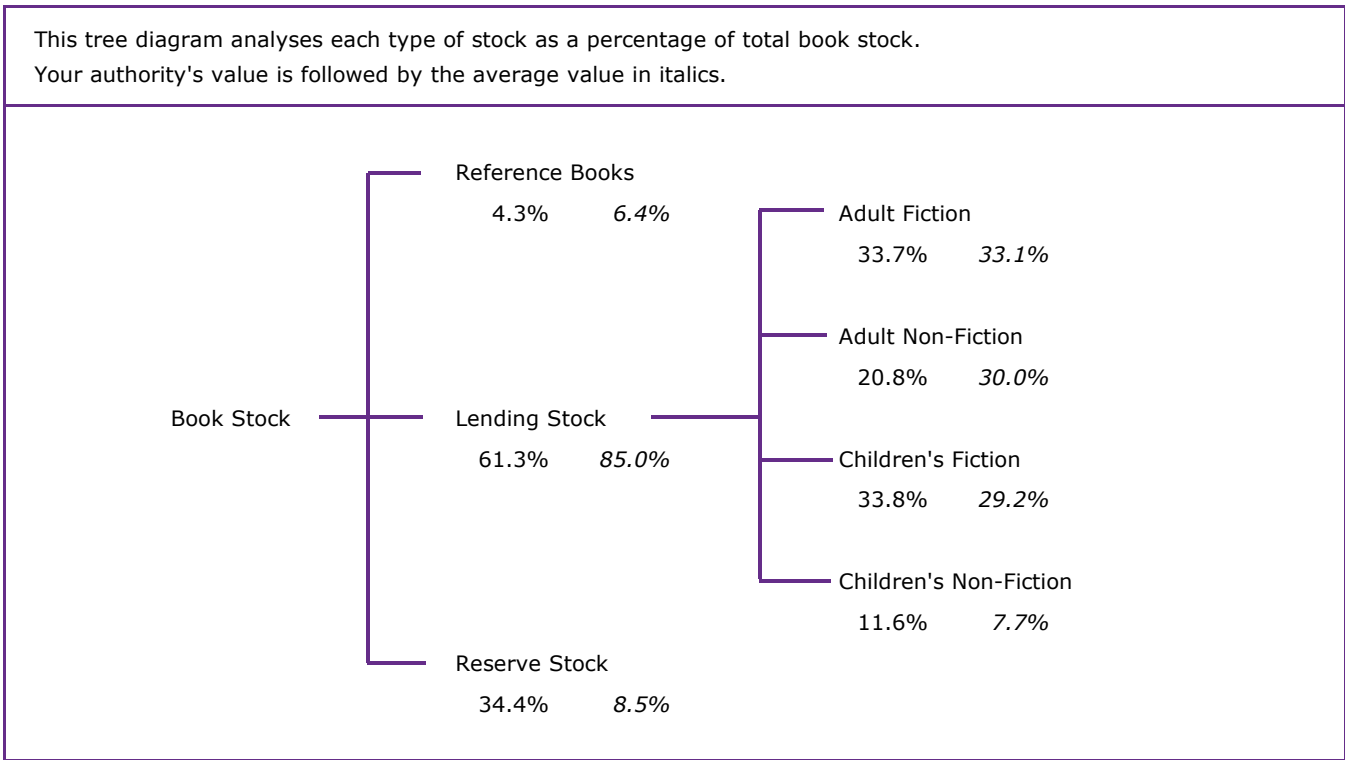 This tree diagram analyses each type of stock as a percentage of total book stock.
Your authority's value is followed by the average value in italics.
Reference Books
4.3% 6.4%
Adult Fiction
33.7% 33.1%
Adult Non-Fiction
20.8% 30.0%
Book Stock
Lending Stock
61.3% 85.0%
Children's Fiction
33.8% 29.2%
Children's Non-Fiction
11.6% 7.7%
Reserve Stock
34.4% 8.5%